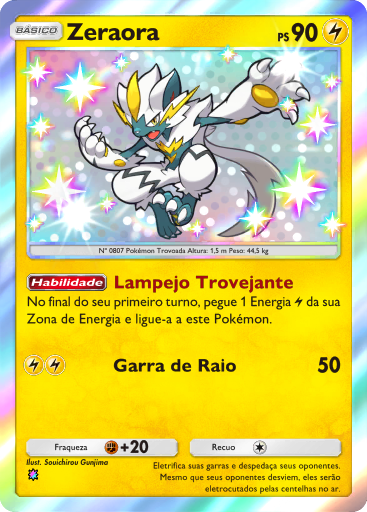 BÁSICO Zeraora PS 90
Nº 0807 Pokémon Trovoada Altura: 1,5 m Peso: 44,5 kg
Habilidade Lampejo Trovejante
No final do seu primeiro turno, pegue 1 Energia da sua
Zona de Energia e ligue-a a este Pokémon.
Garra de Raio 50
Fraqueza +20 Recuo
Ilust. Souichirou Gunjima
Eletrifica suas garras e despedaça seus oponentes.
Mesmo que seus oponentes desviem, eles serão
eletrocutados pelas centelhas no ar.